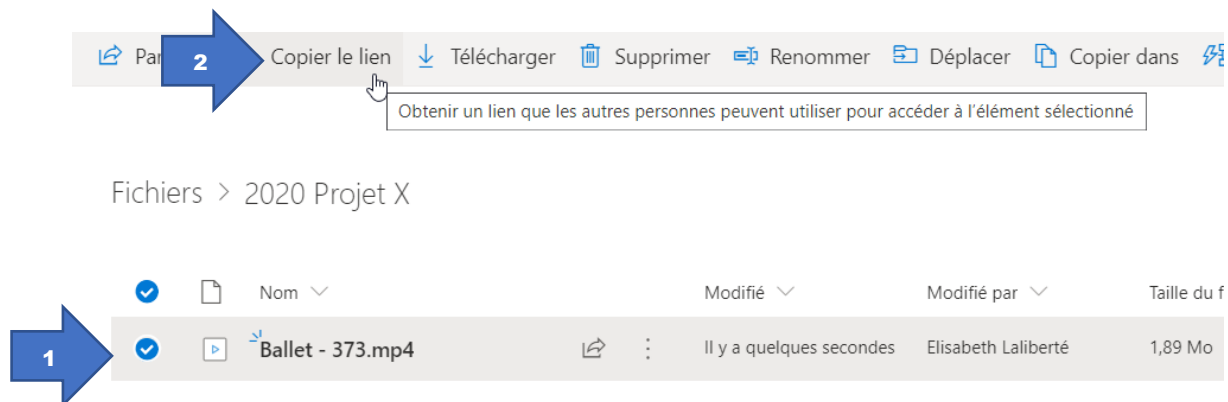 Par 2 Copier le lien Télécharger Supprimer Renommer Déplacer Copier dans
Obtenir un lien que les autres personnes peuvent utiliser pour accéder à l'élément sélectionné
Fichiers > 2020 Projet X
Nom Modifié Modifié par Taille du f
1 Ballet - 373.mp4 Il y a quelques secondes Elisabeth Laliberté 1,89 Mo